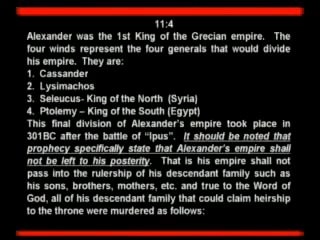 11:4
Alexander was the 1st King of the Grecian empire. The
four winds represent the four generals that would divide
his empire. They are:
1. Cassander
2. Lysimachos
3. Seleucus- King of the North (Syria)
4. Ptolemy – King of the South (Egypt)
This final division of Alexander's empire took place in
301BC after the battle of "Ipus". It should be noted that
prophecy specifically state that Alexander's empire shall
not be left to his posterity. That is his empire shall not
pass into the rulership of his descendant family such as
his sons, brothers, mothers, etc. and true to the Word of
God, all of his descendant family that could claim heirship
to the throne were murdered as follows: